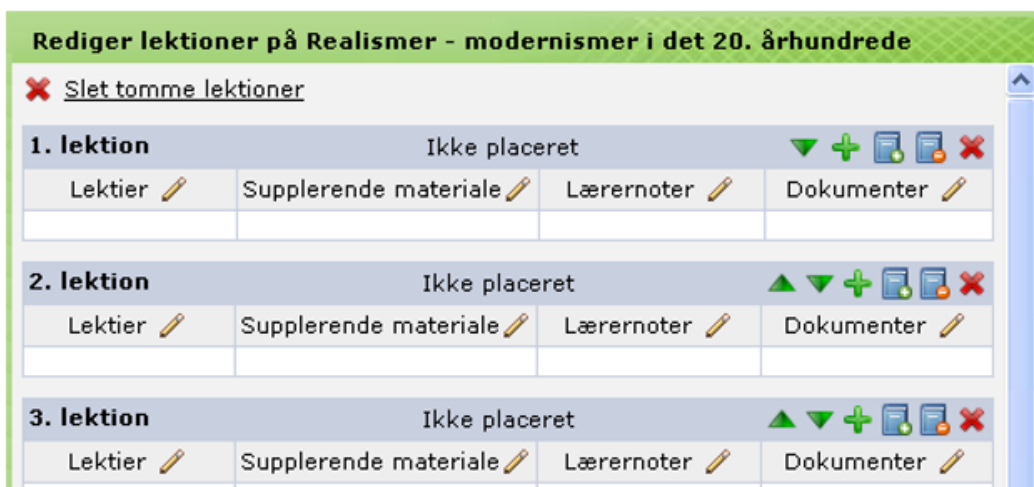 Rediger lektioner på Realismer - modernismer i det 20. århundrede
Slet tomme lektioner
1. lektion Ikke placeret
Lektier Supplerende materiale Lærernoter Dokumenter
2. lektion Ikke placeret
Lektier Supplerende materiale Lærernoter Dokumenter
3. lektion Ikke placeret
Lektier Supplerende materiale Lærernoter Dokumenter